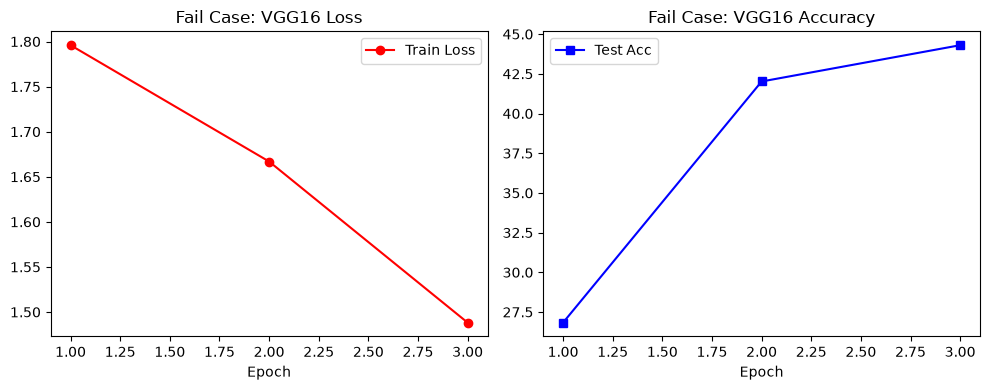 Fail Case: VGG16 Loss
Train Loss
1.80
1.75
1.70
1.65
1.60
1.55
1.50
1.00 1.25 1.50 1.75 2.00 2.25 2.50 2.75 3.00
Epoch
Fail Case: VGG16 Accuracy
Test Acc
45.0
42.5
40.0
37.5
35.0
32.5
30.0
27.5
1.00 1.25 1.50 1.75 2.00 2.25 2.50 2.75 3.00
Epoch